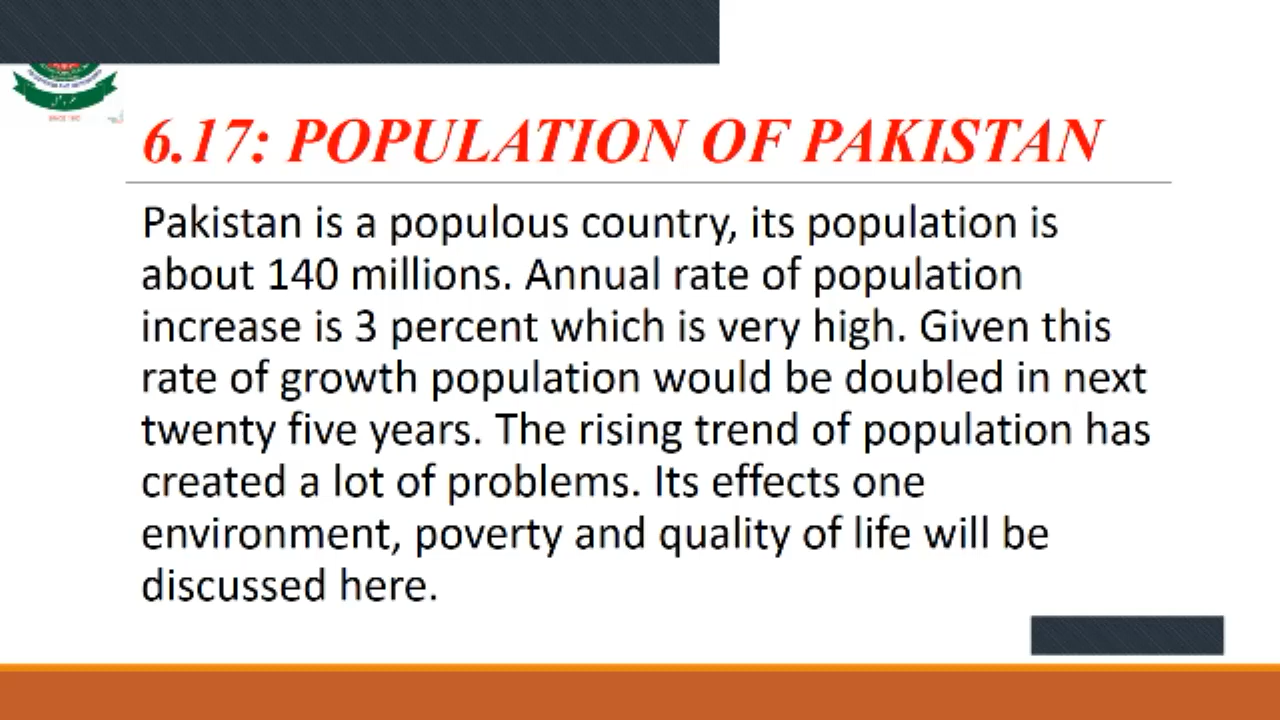 6.17: POPULATION OF PAKISTAN
Pakistan is a populous country, its population is
about 140 millions. Annual rate of population
increase is 3 percent which is very high. Given this
rate of growth population would be doubled in next
twenty five years. The rising trend of population has
created a lot of problems. Its effects one
environment, poverty and quality of life will be
discussed here.